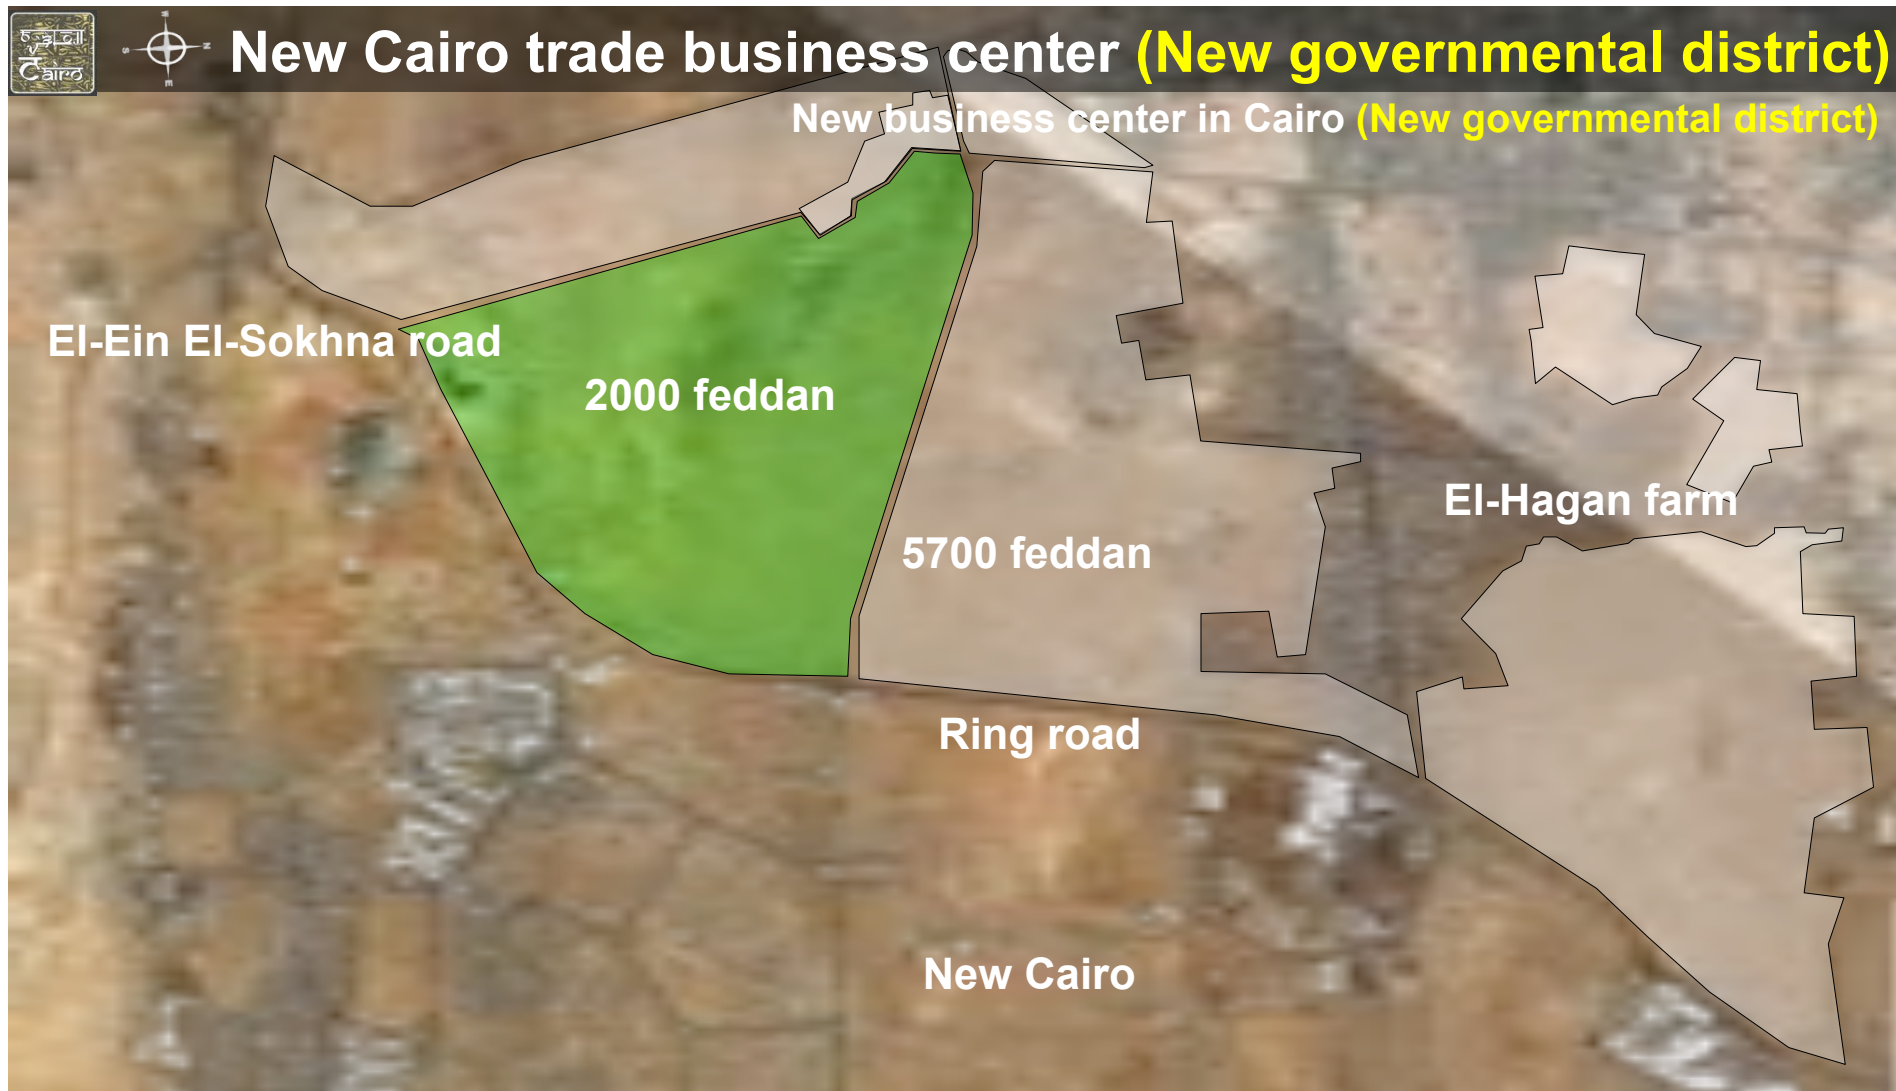 Cairo
S
N
E
New Cairo trade business center (New governmental district)
New business center in Cairo (New governmental district)
El-Ein El-Sokhna road
2000 feddan
El-Hagan farm
5700 feddan
Ring road
New Cairo